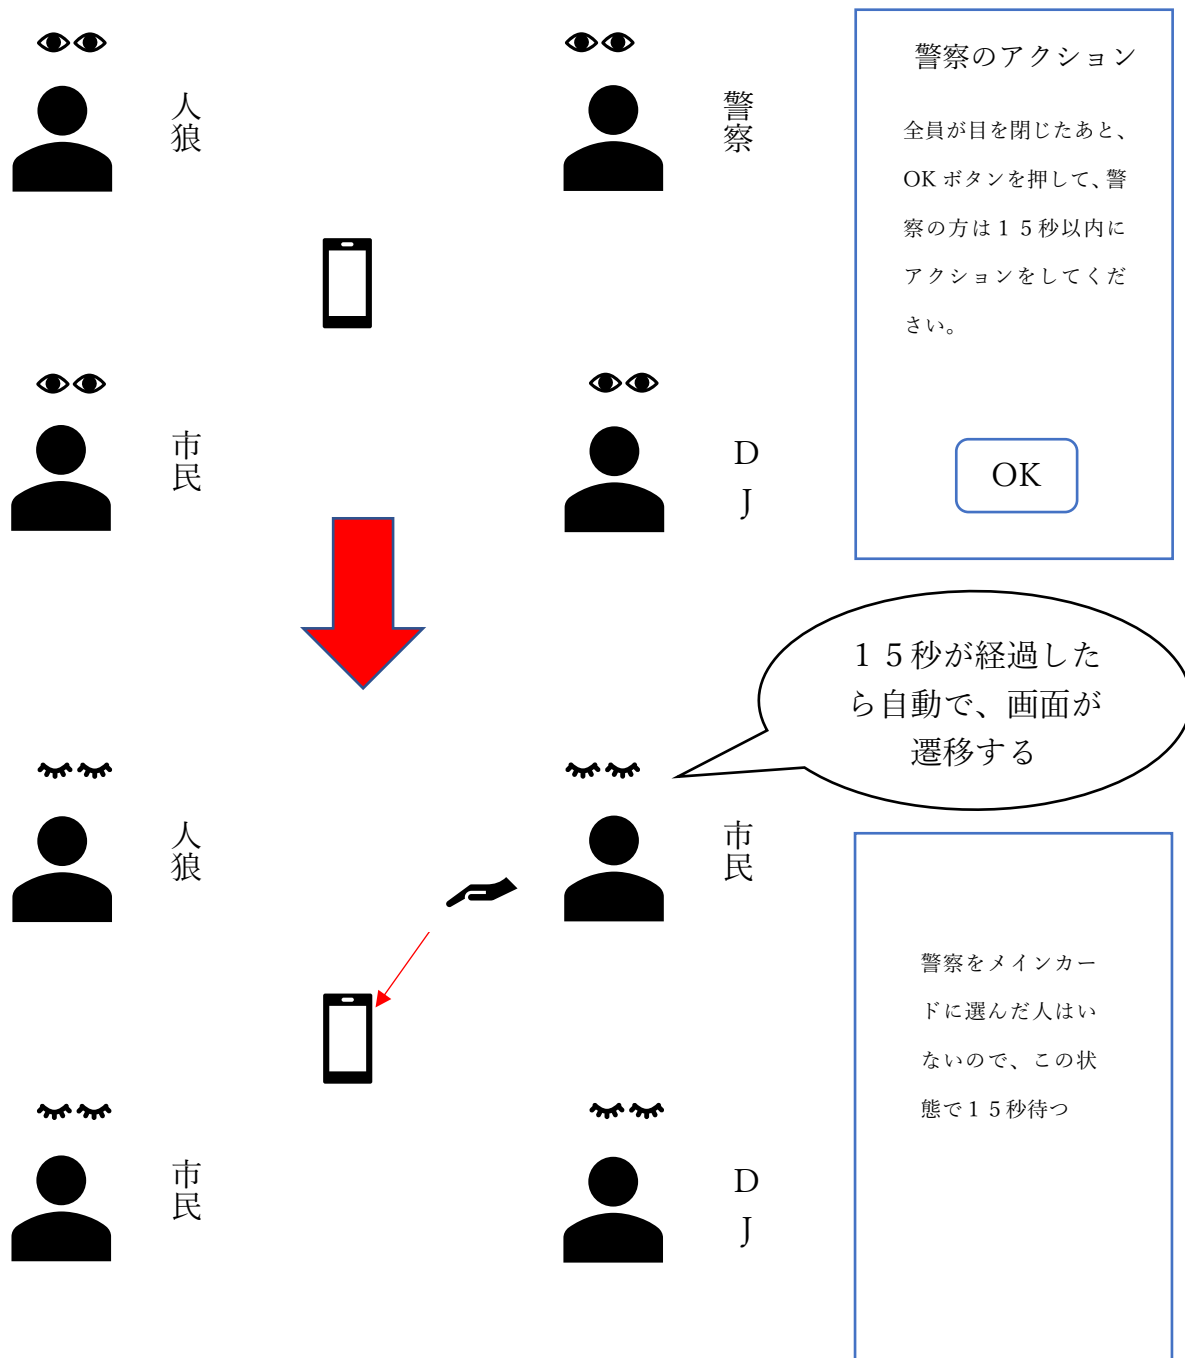 人狼
警察
警察のアクション
全員が目を閉じたあと、
OK ボタンを押して、警
察の方は１５秒以内に
アクションをしてくだ
さい。
OK
市民
DJ
１５秒が経過した
ら自動で、画面が
遷移する
人狼
市民
警察をメインカー
ドに選んだ人はい
ないので、この状
態で１５秒待つ
市民
DJ